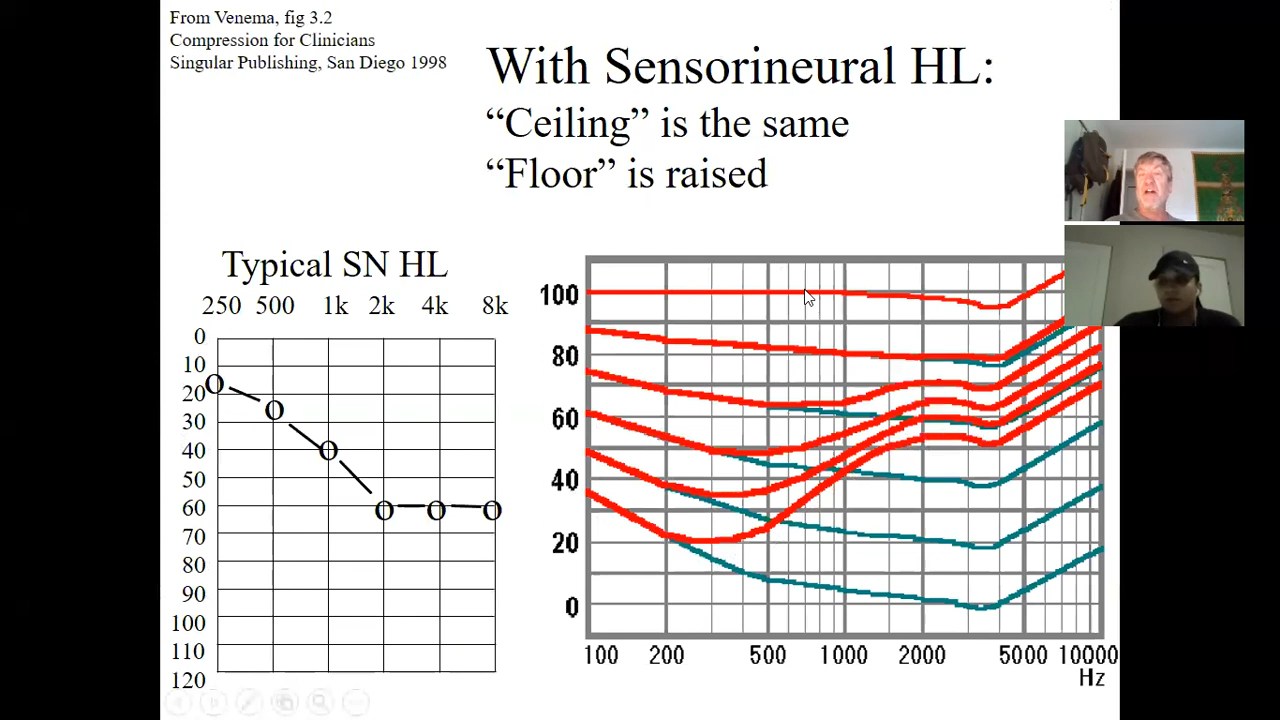 From Venema, fig 3.2
Compression for Clinicians
Singular Publishing, San Diego 1998
With Sensorineural HL:
“Ceiling” is the same
“Floor” is raised
Typical SN HL
250 500 1k 2k 4k 8k
0
10
20
30
40
50
60
70
80
90
100
110
120
100
80
60
40
20
0
100 200 500 1000 2000 5000 10000
Hz